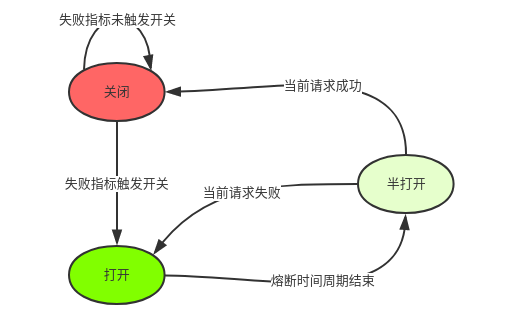 失败指标未触发开关
关闭
当前请求成功
失败指标触发开关
当前请求失败
半打开
打开
熔断时间周期结束